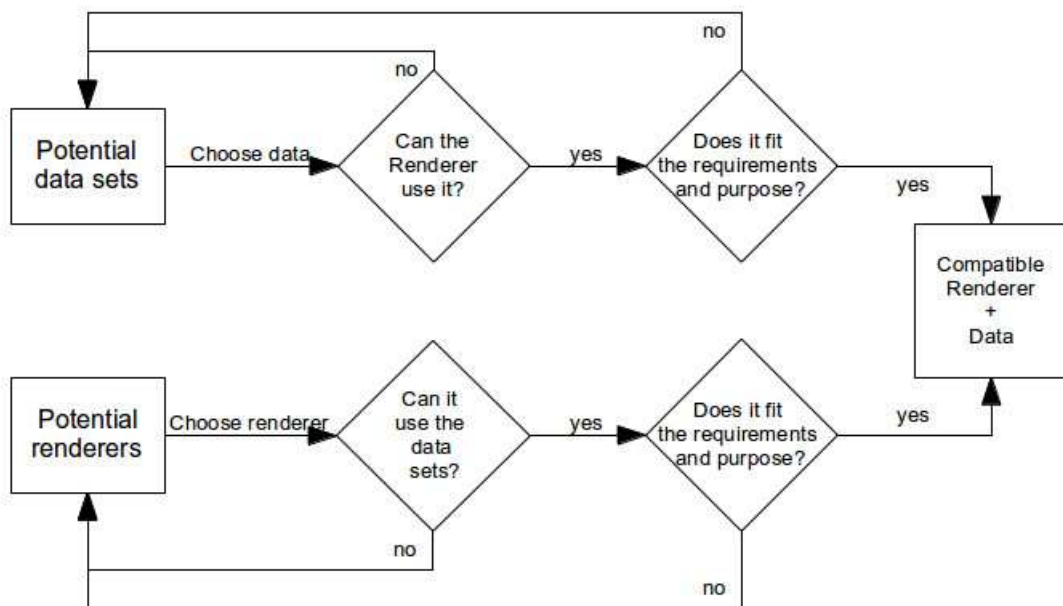 no
no
Potential
data sets
Choose data
Can the
Renderer
use it?
yes
Does it fit
the requirements
and purpose?
yes
Compatible
Renderer
+
Data
Potential
renderers
Choose renderer
Can it
use the
data
sets?
yes
Does it fit
the requirements
and purpose?
yes
no
no